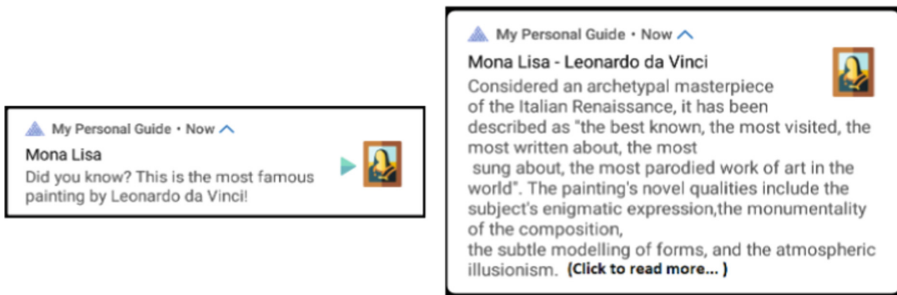 My Personal Guide • Now
Mona Lisa
Did you know? This is the most famous
painting by Leonardo da Vinci!
My Personal Guide • Now
Mona Lisa - Leonardo da Vinci
Considered an archetypal masterpiece
of the Italian Renaissance, it has been
described as "the best known, the most visited, the
most written about, the most
sung about, the most parodied work of art in the
world". The painting's novel qualities include the
subject's enigmatic expression,the monumentality
of the composition,
the subtle modelling of forms, and the atmospheric
illusionism. (Click to read more... )